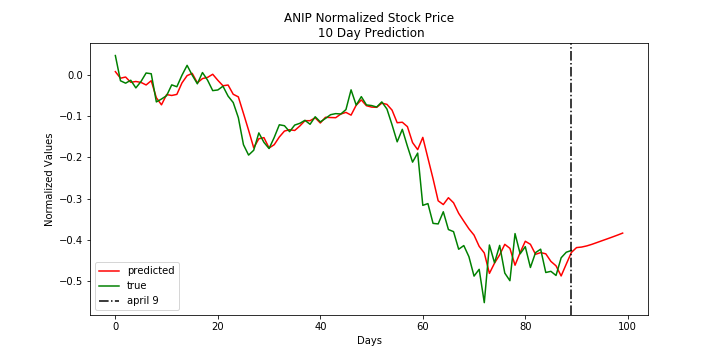 ANIP Normalized Stock Price
10 Day Prediction
Normalized Values
0.0
−0.1
−0.2
−0.3
−0.4
−0.5
predicted
true
april 9
0
20
40
60
80
100
Days